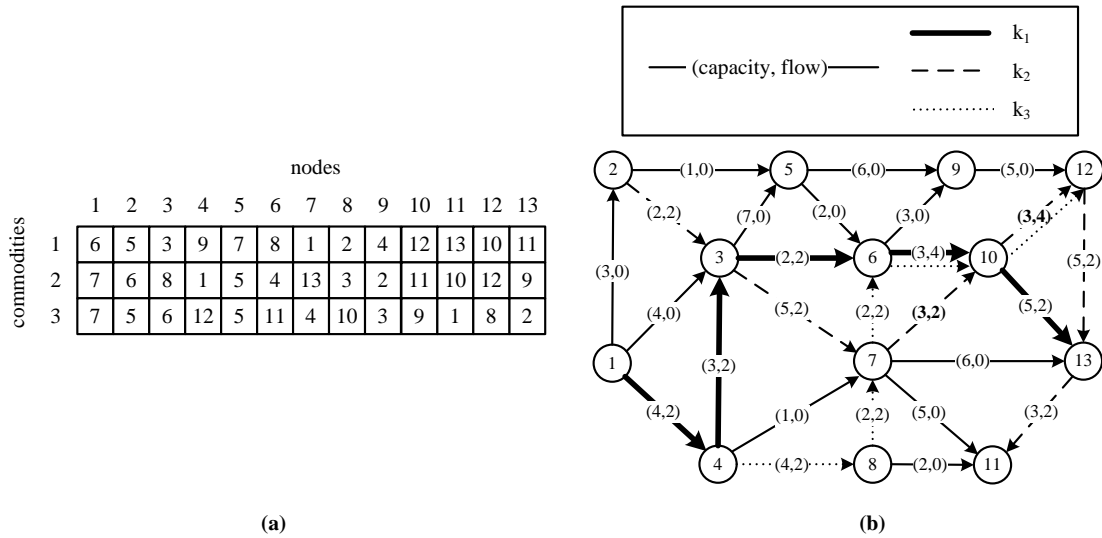 (capacity, flow)
k1
k2
k3
nodes
1 2 3 4 5 6 7 8 9 10 11 12 13
commodities
1 6 5 3 9 7 8 1 2 4 12 13 10 11
2 7 6 8 1 5 4 13 3 2 11 10 12 9
3 7 5 6 12 5 11 4 10 3 9 1 8 2
2 (1,0) 5 (6,0) 9 (5,0) 12
(2,2) (7,0) (2,0) (3,0) (3,4)
(3,0) 3 (2,2) 6 (3,4) 10 (5,2)
(4,0) (5,2) (2,2) (3,2) (5,2)
1 (3,2) 7 (6,0) 13
(4,2) (1,0) (2,2) (5,0) (3,2)
4 (4,2) 8 (2,0) 11
(a)
(b)